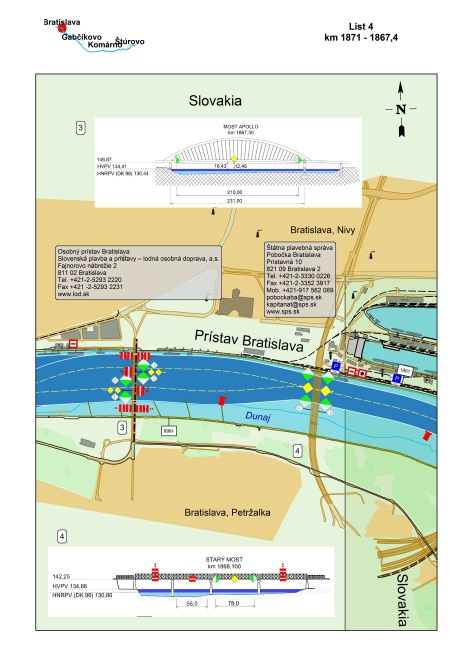 Bratislava
Gabčíkovo
Komárno
Štúrovo
List 4
km 1871 - 1867,4
Slovakia
N
3
MOST APOLLO
km 1867,30
145,87
HVPV 134,41
HNRPV (DK 96) 130,44
210,00
231,00
Bratislava, Nivy
Osobný prístav Bratislava
Slovenská plavba a prístavy – lodná osobná doprava, a.s.
Fajnorovo nábrežie 2
811 02 Bratislava
Tel. +421-2-5293 2220
Fax +421 -2-5293 2231
www.lod.sk
Štátna plavebná správa
Pobočka Bratislava
Prístavná 10
821 09 Bratislava 2
Tel. +421-2-3330 0226
Fax +421-2-3352 3917
Mob. +421-917 562 069
pobockaba@sps.sk
kapitanat@sps.sk
www.sps.sk
Prístav Bratislava
P
P
1867
Dunaj
3
4
Bratislava, Petržalka
4
STARY MOST
km 1868,100
142,25
HVPV 134,66
HNRPV (DK 96) 130,86
55,0
78,0
Slovakia